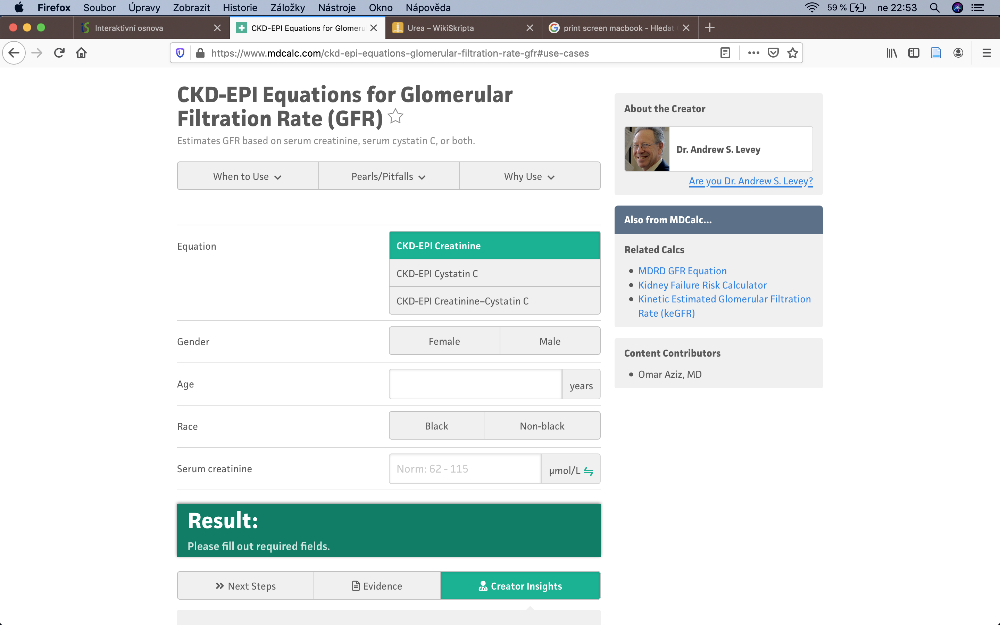 Firefox Soubor Úpravy Zobrazit Historie Záložky Nástroje Okno Nápověda 59 % ne 22:53
Interaktivní osnova
CKD-EPI Equations for Glomeru
Urea – WikiSkripta
print screen macbook - Hledat
https://www.mdcalc.com/ckd-epi-equations-glomerular-filtration-rate-gfr#use-cases
CKD-EPI Equations for Glomerular
Filtration Rate (GFR)
Estimates GFR based on serum creatinine, serum cystatin C, or both.
When to Use
Pearls/Pitfalls
Why Use
Equation
CKD-EPI Creatinine
CKD-EPI Cystatin C
CKD-EPI Creatinine–Cystatin C
Gender
Female
Male
Age
years
Race
Black
Non-black
Serum creatinine
Norm: 62 - 115
µmol/L
Result:
Please fill out required fields.
Next Steps
Evidence
Creator Insights
About the Creator
Dr. Andrew S. Levey
Are you Dr. Andrew S. Levey?
Also from MDCalc...
Related Calcs
MDRD GFR Equation
Kidney Failure Risk Calculator
Kinetic Estimated Glomerular Filtration
Rate (keGFR)
Content Contributors
Omar Aziz, MD